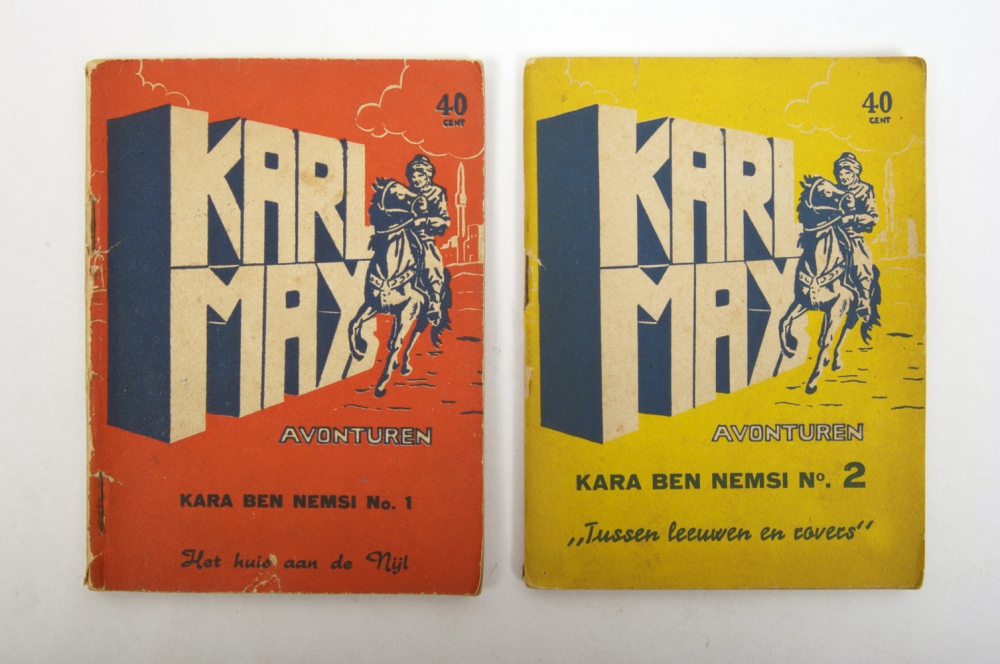 40
CENT
KARL
MAY
AVONTUREN
KARA BEN NEMSI No. 1
Het huis aan de Nijl
40
CENT
KARL
MAY
AVONTUREN
KARA BEN NEMSI No. 2
„Tussen leeuwen en rovers”